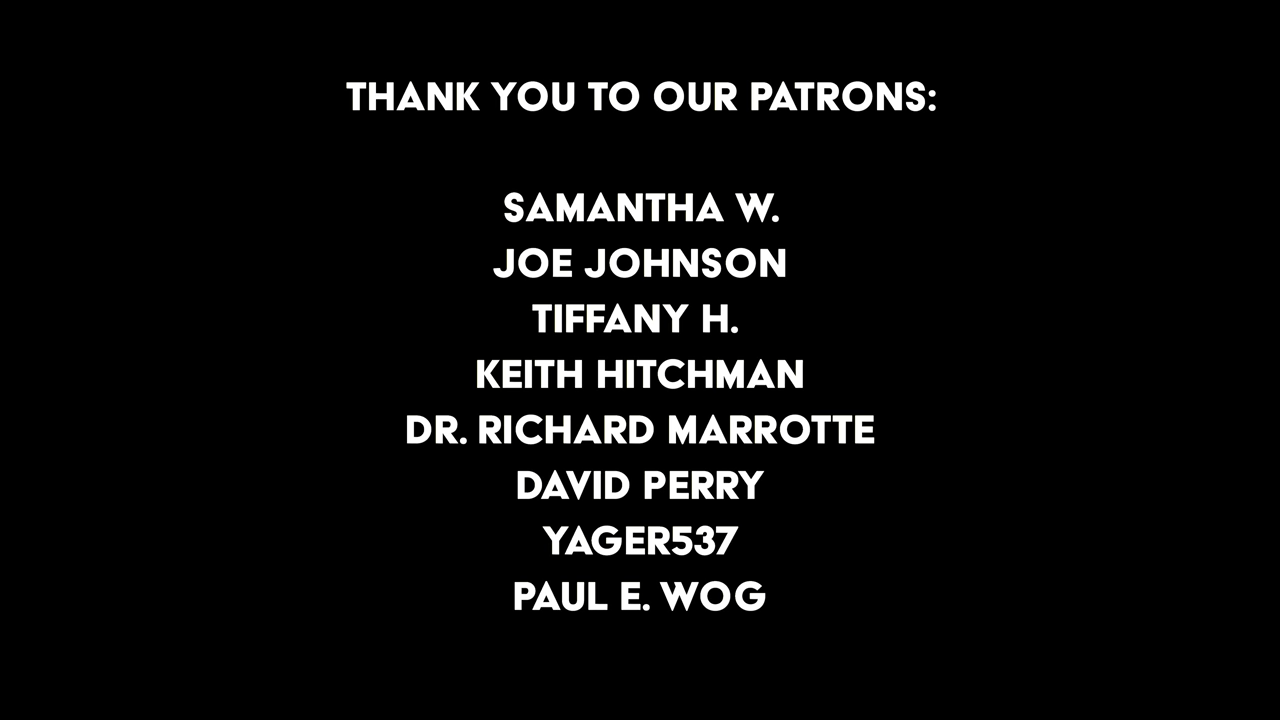 THANK YOU TO OUR PATRONS:
SAMANTHA W.
JOE JOHNSON
TIFFANY H.
KEITH HITCHMAN
DR. RICHARD MARROTTE
DAVID PERRY
YAGER537
PAUL E. WOG